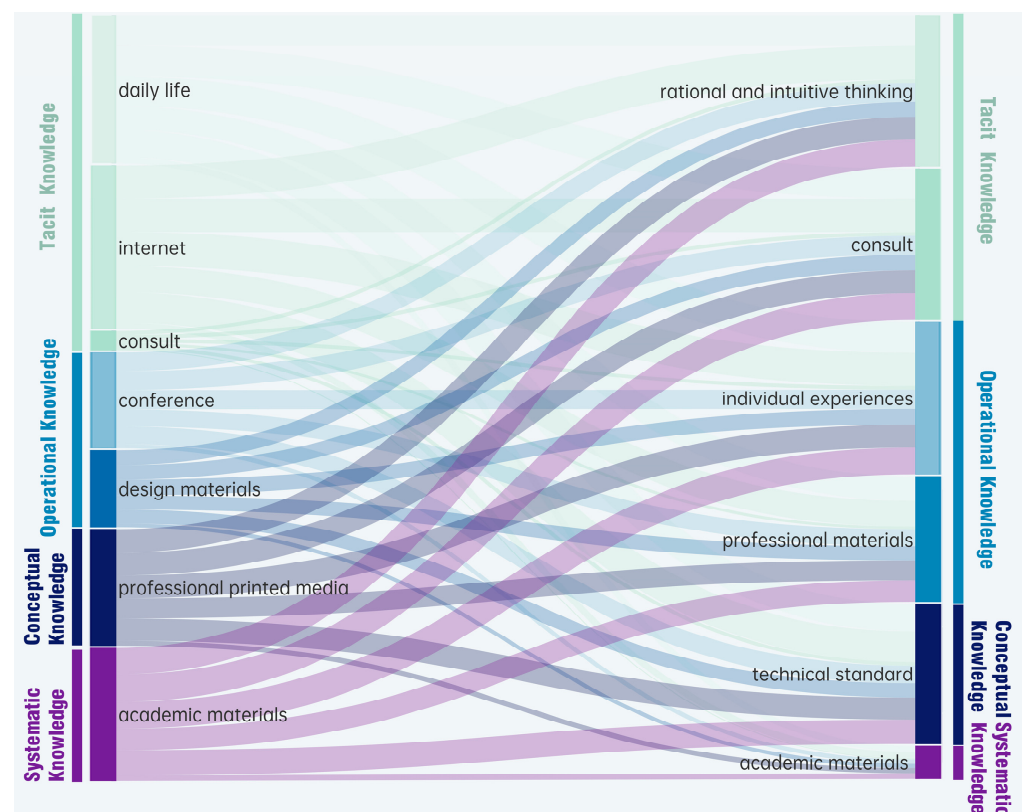 Tacit Knowledge
Operational Knowledge
Conceptual
Knowledge
Systematic
Knowledge
daily life
internet
consult
conference
design materials
professional printed media
academic materials
rational and intuitive thinking
consult
individual experiences
professional materials
technical standard
academic materials
Tacit Knowledge
Operational Knowledge
Conceptual
Knowledge
Systematic
Knowledge